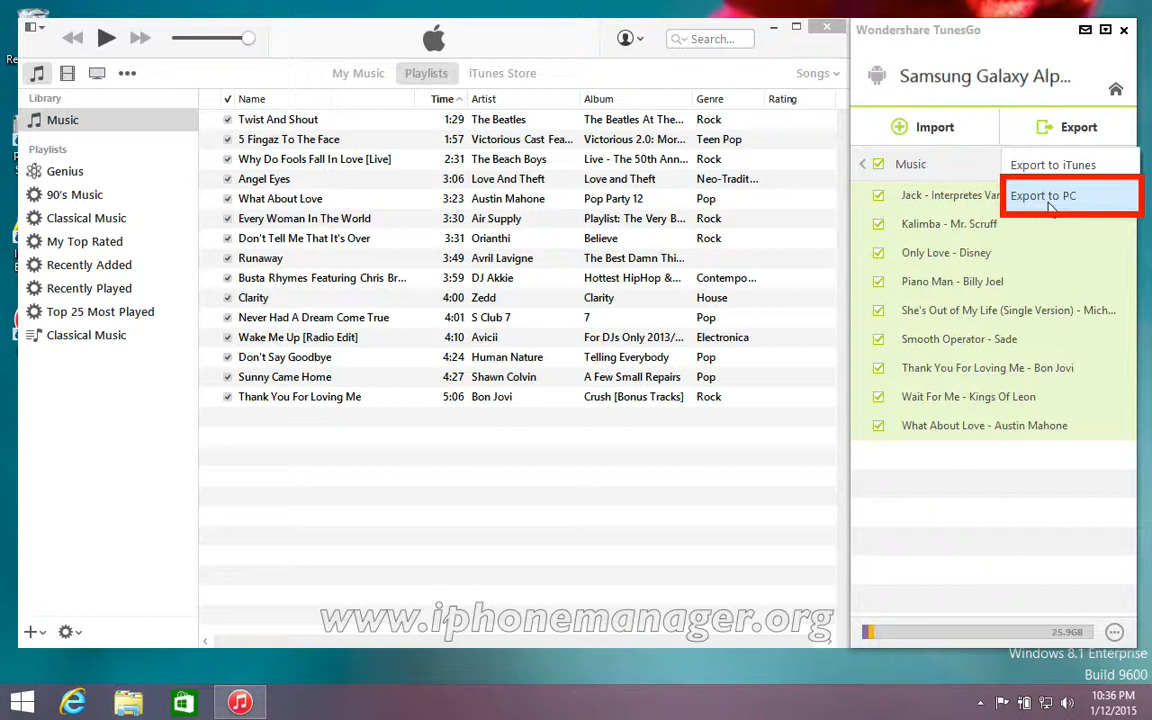 Re
Search...
My Music
Playlists
iTunes Store
Songs
Library
Music
Playlists
Genius
90's Music
Classical Music
My Top Rated
Recently Added
Recently Played
Top 25 Most Played
Classical Music
Name Time Artist Album Genre Rating
Twist And Shout 1:29 The Beatles The Beatles At The... Rock
5 Fingaz To The Face 1:57 Victorious Cast Fea... Victorious 2.0: Mor... Teen Pop
Why Do Fools Fall In Love [Live] 2:31 The Beach Boys Live - The 50th Ann... Rock
Angel Eyes 3:06 Love And Theft Love and Theft Neo-Tradit...
What About Love 3:23 Austin Mahone Pop Party 12 Pop
Every Woman In The World 3:31 Air Supply Playlist: The Very B... Rock
Don't Tell Me That It's Over 3:31 Orianthi Believe Rock
Runaway 3:49 Avril Lavigne The Best Damn Thi...
Busta Rhymes Featuring Chris Br... 3:59 DJ Akkie Hottest HipHop &... Contempo...
Clarity 4:00 Zedd Clarity House
Never Had A Dream Come True 4:01 S Club 7 7 Pop
Wake Me Up [Radio Edit] 4:10 Avicii For DJs Only 2013/... Electronica
Don't Say Goodbye 4:24 Human Nature Telling Everybody Pop
Sunny Came Home 4:27 Shawn Colvin A Few Small Repairs Pop
Thank You For Loving Me 5:06 Bon Jovi Crush [Bonus Tracks] Rock
www.iphonemanager.org
Wondershare TunesGo
Samsung Galaxy Alp...
Import
Export
Music
Export to iTunes
Export to PC
Jack - Interpretes Var
Kalimba - Mr. Scruff
Only Love - Disney
Piano Man - Billy Joel
She's Out of My Life (Single Version) - Mich...
Smooth Operator - Sade
Thank You For Loving Me - Bon Jovi
Wait For Me - Kings Of Leon
What About Love - Austin Mahone
25.9GB
Windows 8.1 Enterprise
Build 9600
10:36 PM
1/12/2015